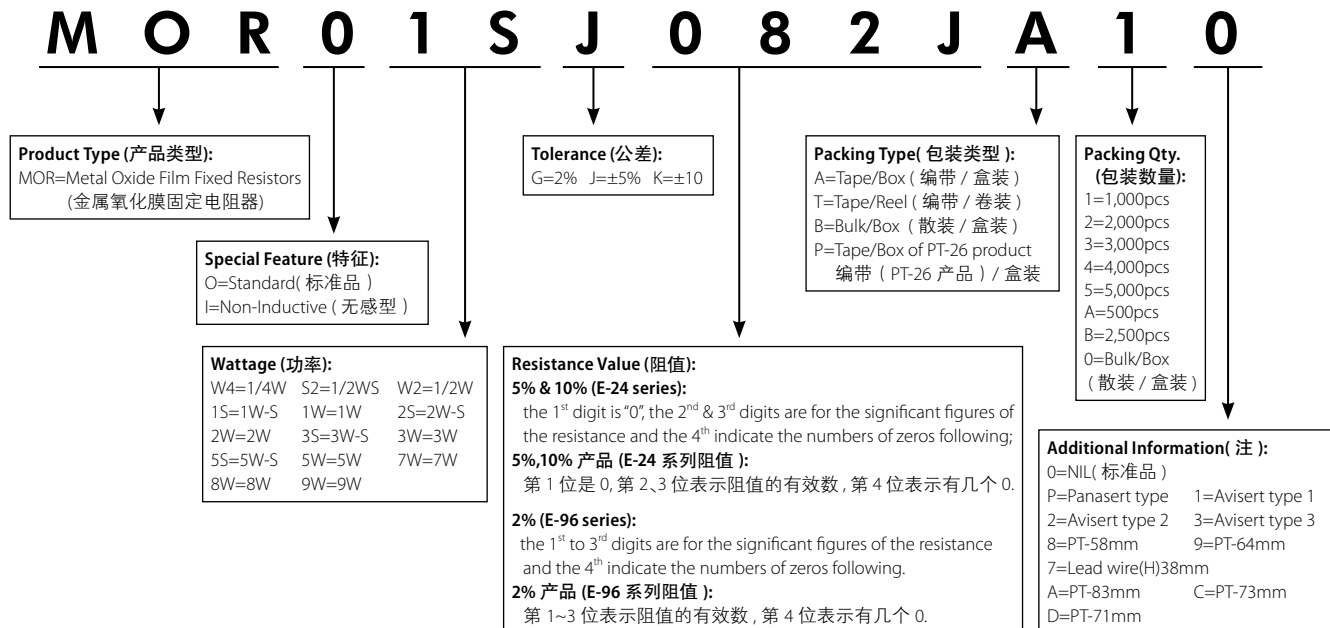 M O R 0 1 S J 0 8 2 J A 1 0
Product Type (产品类型):
MOR=Metal Oxide Film Fixed Resistors
(金属氧化膜固定电阻器)
Special Feature (特征):
O=Standard( 标准品 )
I=Non-Inductive ( 无感型 )
Wattage (功率):
W4=1/4W S2=1/2WS W2=1/2W
1S=1W-S 1W=1W 2S=2W-S
2W=2W 3S=3W-S 3W=3W
5S=5W-S 5W=5W 7W=7W
8W=8W 9W=9W
Tolerance (公差):
G=2% J=±5% K=±10
Resistance Value (阻值):
5% & 10% (E-24 series):
the 1st digit is "0", the 2nd & 3rd digits are for the significant figures of
the resistance and the 4th indicate the numbers of zeros following;
5%,10% 产品 (E-24 系列阻值 ):
第 1 位是 0, 第 2、3 位表示阻值的有效数 , 第 4 位表示有几个 0.
2% (E-96 series):
the 1st to 3rd digits are for the significant figures of the resistance
and the 4th indicate the numbers of zeros following.
2% 产品 (E-96 系列阻值 ):
第 1~3 位表示阻值的有效数 , 第 4 位表示有几个 0.
Packing Type( 包装类型 ):
A=Tape/Box ( 编带 / 盒装 )
T=Tape/Reel ( 编带 / 卷装 )
B=Bulk/Box ( 散装 / 盒装 )
P=Tape/Box of PT-26 product
编带 ( PT-26 产品 ) / 盒装
Packing Qty.
(包装数量):
1=1,000pcs
2=2,000pcs
3=3,000pcs
4=4,000pcs
5=5,000pcs
A=500pcs
B=2,500pcs
0=Bulk/Box
( 散装 / 盒装 )
Additional Information( 注 ):
0=NIL( 标准品 )
P=Panasert type 1=Avisert type 1
2=Avisert type 2 3=Avisert type 3
8=PT-58mm 9=PT-64mm
7=Lead wire(H)38mm
A=PT-83mm C=PT-73mm
D=PT-71mm